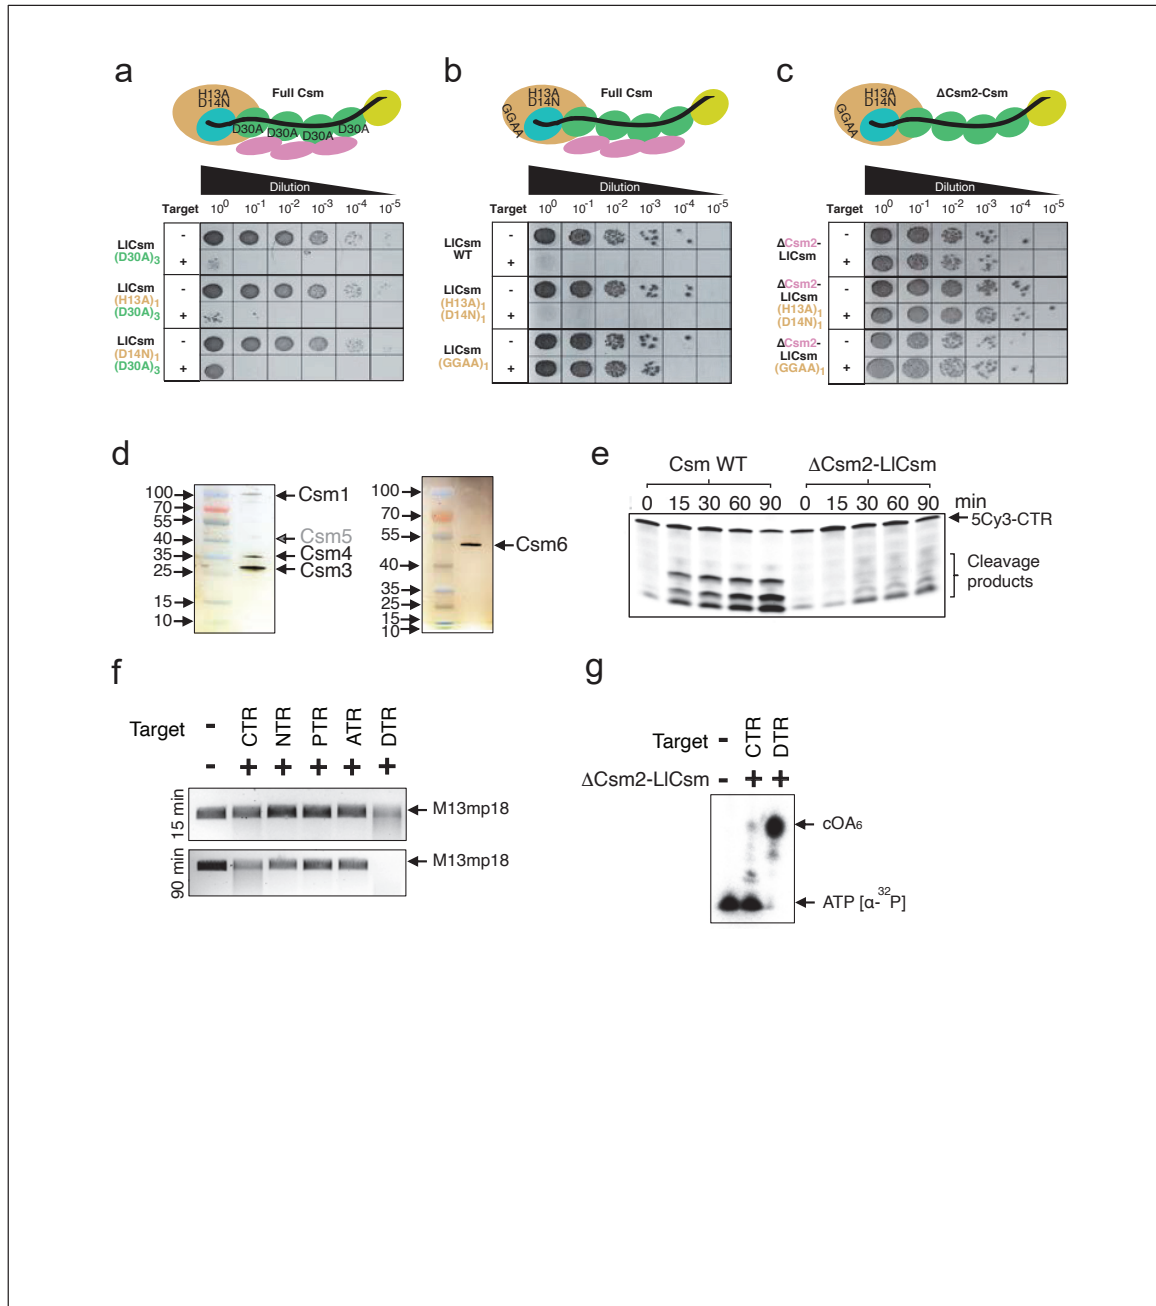 a
H13A
D14N
Full Csm
D30A D30A D30A D30A
Dilution
Target 10^0 10^-1 10^-2 10^-3 10^-4 10^-5
LlCsm
(D30A)3
-
+
LlCsm
(H13A)1
(D30A)3
-
+
LlCsm
(D14N)1
(D30A)3
-
+
b
H13A
D14N
GGAA
Full Csm
Dilution
Target 10^0 10^-1 10^-2 10^-3 10^-4 10^-5
LlCsm
WT
-
+
LlCsm
(H13A)1
(D14N)1
-
+
LlCsm
(GGAA)1
-
+
c
H13A
D14N
GGAA
ΔCsm2-Csm
Dilution
Target 10^0 10^-1 10^-2 10^-3 10^-4 10^-5
ΔCsm2-
LlCsm
-
+
ΔCsm2-
LlCsm
(H13A)1
(D14N)1
-
+
ΔCsm2-
LlCsm
(GGAA)1
-
+
d
100
70
55
40
35
25
15
10
Csm1
Csm5
Csm4
Csm3
100
70
55
40
35
25
15
10
Csm6
e
Csm WT ΔCsm2-LlCsm
0 15 30 60 90 0 15 30 60 90 min
5Cy3-CTR
Cleavage
products
f
Target - CTR NTR PTR ATR DTR
- + + + + +
15 min
M13mp18
90 min
M13mp18
g
Target - CTR DTR
ΔCsm2-LlCsm - + +
cOA6
ATP [α-32P]